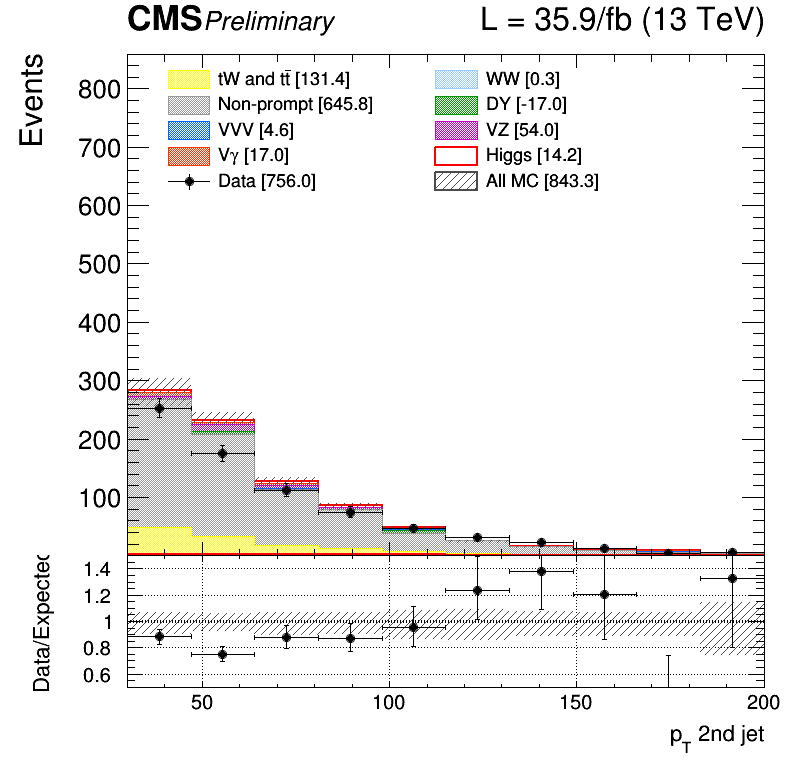 CMS Preliminary L = 35.9/fb (13 TeV)
Events
800
700
600
500
400
300
200
100
tW and tt̄ [131.4]
Non-prompt [645.8]
VVV [4.6]
Vγ [17.0]
Data [756.0]
WW [0.3]
DY [-17.0]
VZ [54.0]
Higgs [14.2]
All MC [843.3]
Data/Expected
1.4
1.2
1
0.8
0.6
50 100 150 200
p_T 2nd jet